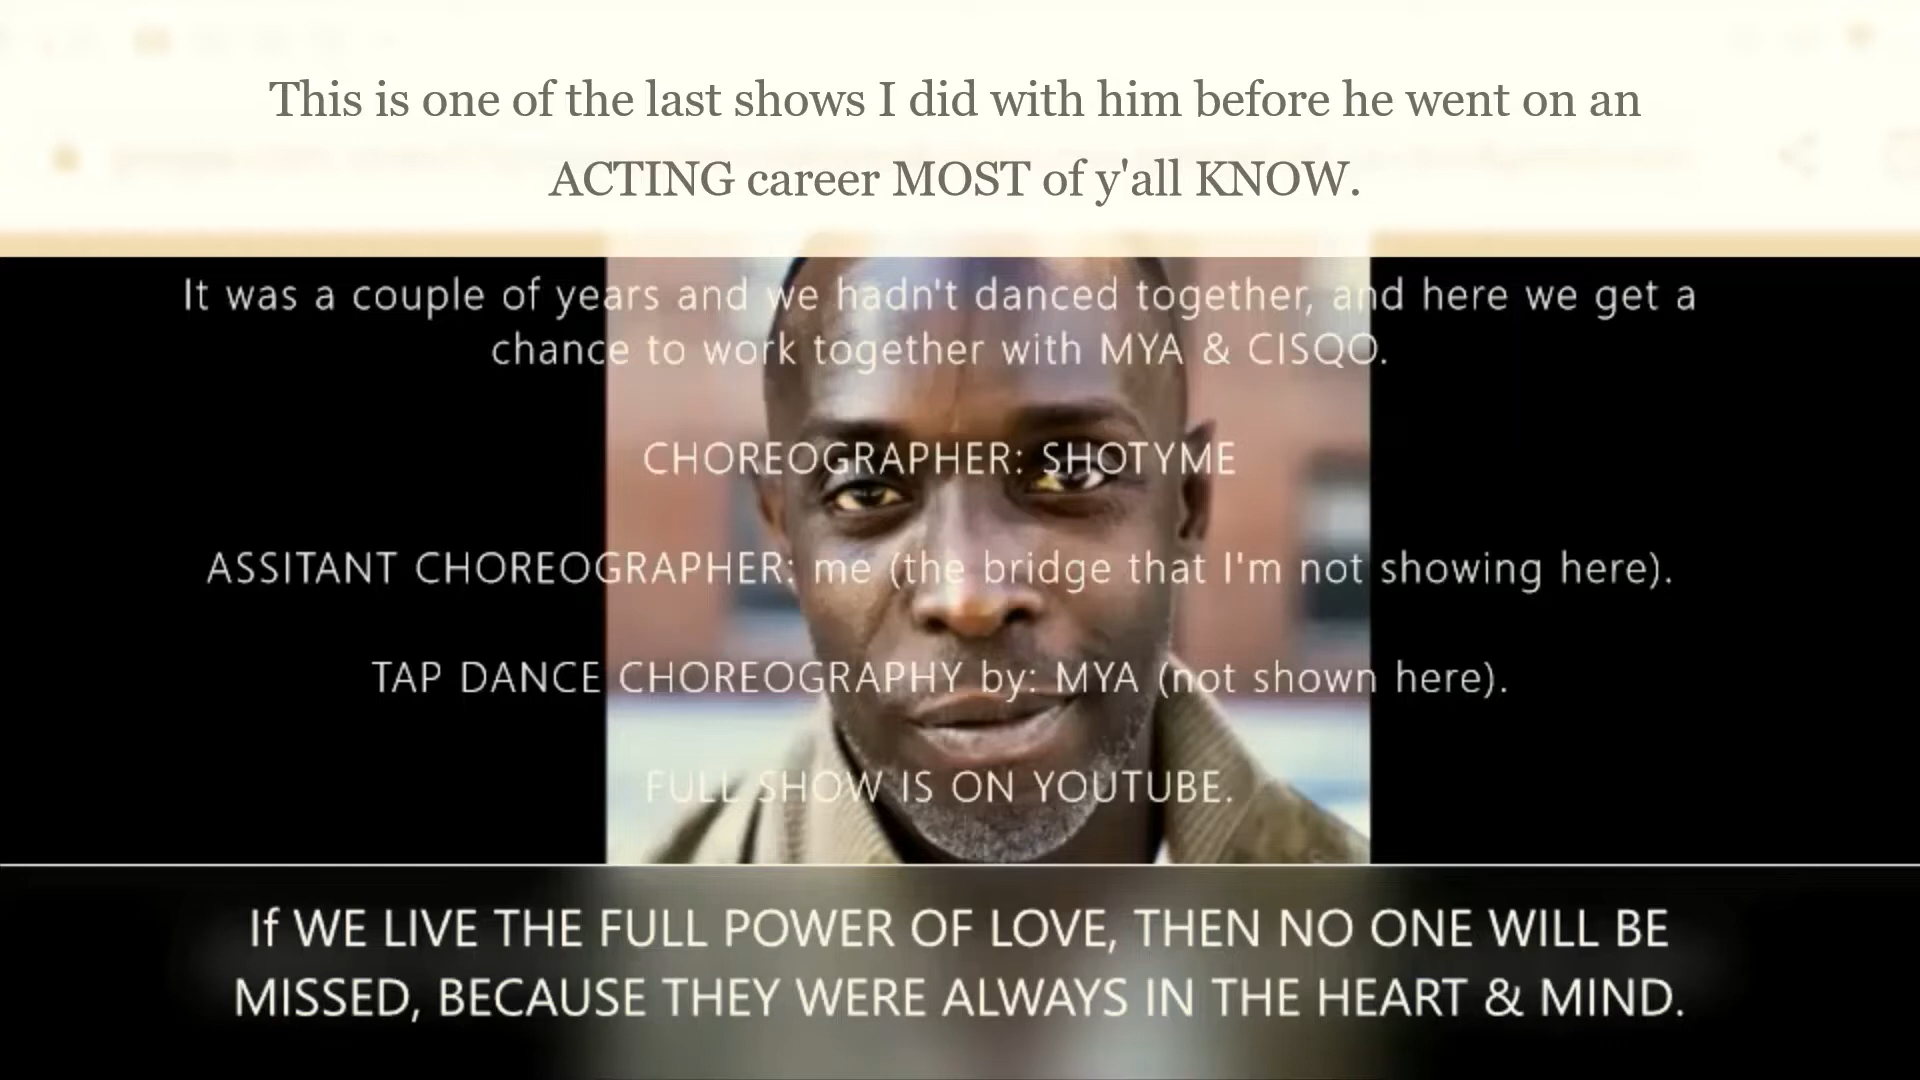 This is one of the last shows I did with him before he went on an
ACTING career MOST of y'all KNOW.
It was a couple of years and we hadn't danced together, and here we get a
chance to work together with MYA & CISQO.
CHOREOGRAPHER: SHOTYME
ASSITANT CHOREOGRAPHER: me (the bridge that I'm not showing here).
TAP DANCE CHOREOGRAPHY by: MYA (not shown here).
FULL SHOW IS ON YOUTUBE.
If WE LIVE THE FULL POWER OF LOVE, THEN NO ONE WILL BE
MISSED, BECAUSE THEY WERE ALWAYS IN THE HEART & MIND.